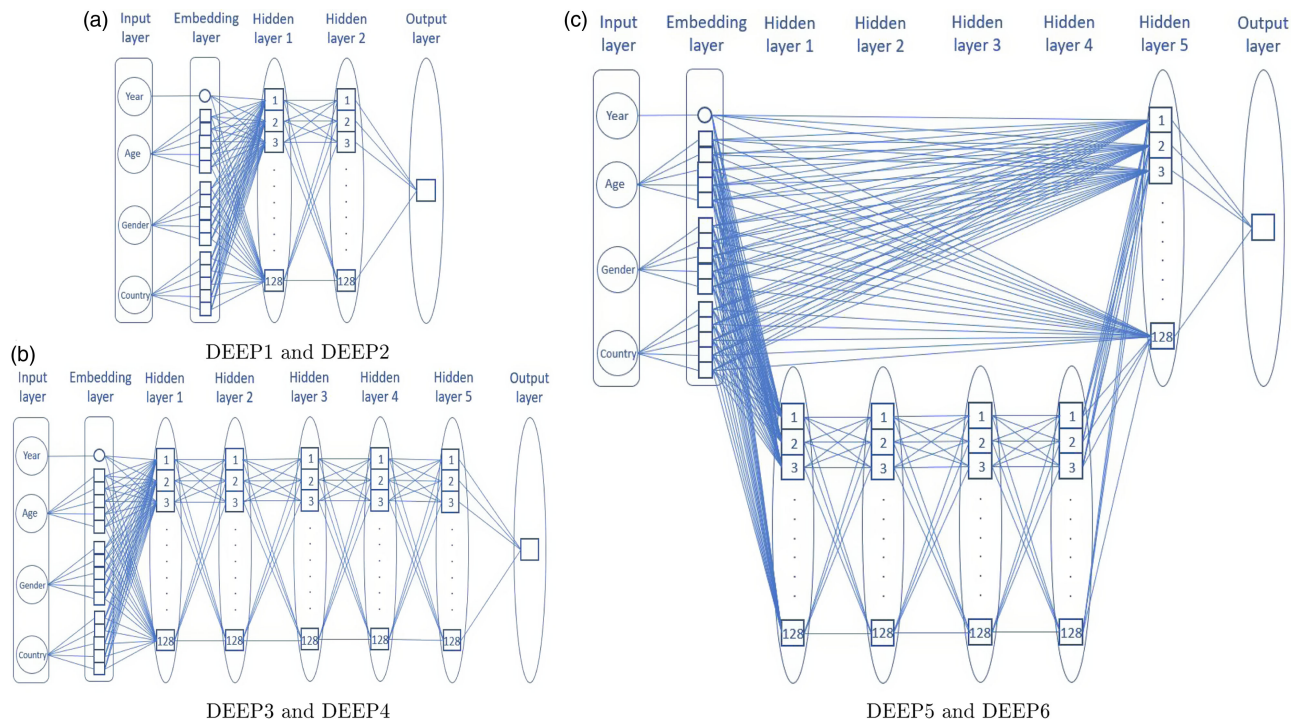 (a)
Input layer
Embedding layer
Hidden layer 1
Hidden layer 2
Output layer
Year
Age
Gender
Country
1
2
3
128
1
2
3
128
DEEP1 and DEEP2
(b)
Input layer
Embedding layer
Hidden layer 1
Hidden layer 2
Hidden layer 3
Hidden layer 4
Hidden layer 5
Output layer
Year
Age
Gender
Country
1
2
3
128
1
2
3
128
1
2
3
128
1
2
3
128
1
2
3
128
DEEP3 and DEEP4
(c)
Input layer
Embedding layer
Hidden layer 1
Hidden layer 2
Hidden layer 3
Hidden layer 4
Hidden layer 5
Output layer
Year
Age
Gender
Country
1
2
3
128
1
2
3
128
1
2
3
128
1
2
3
128
1
2
3
128
DEEP5 and DEEP6